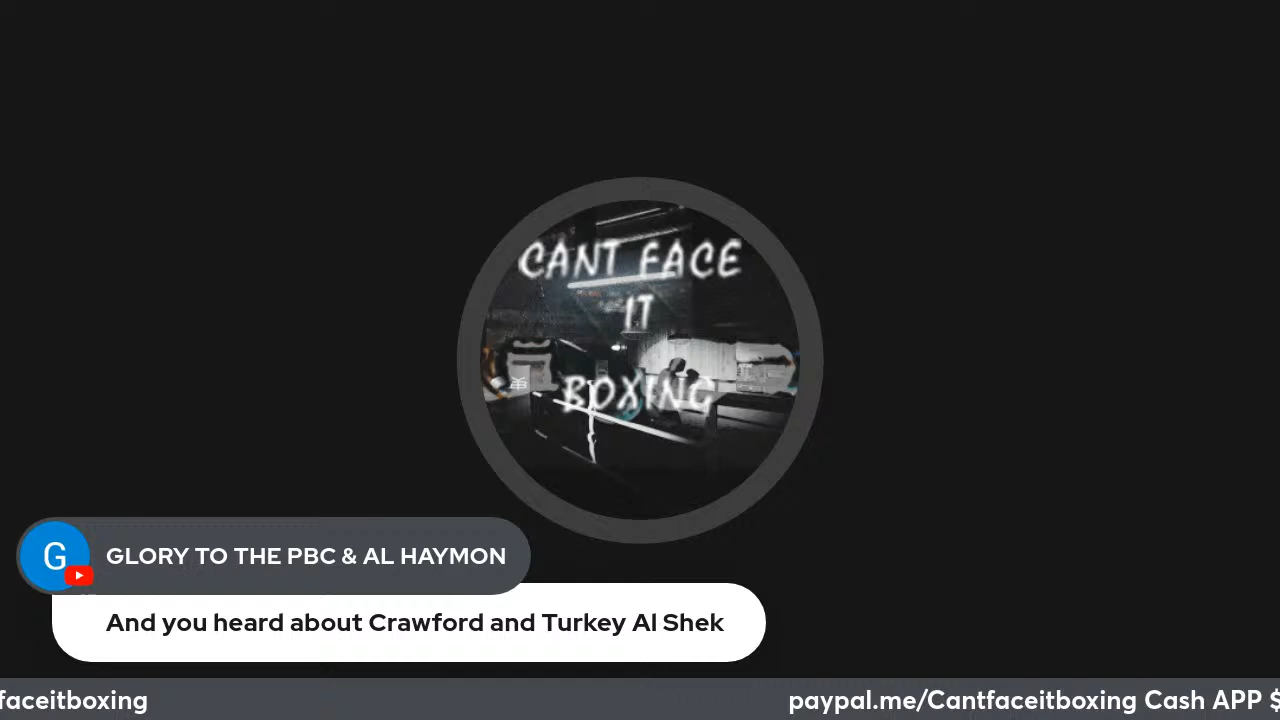 CANT FACE
IT
BOXING
G
GLORY TO THE PBC & AL HAYMON
And you heard about Crawford and Turkey Al Shek
faceitboxing
paypal.me/Cantfaceitboxing Cash APP $